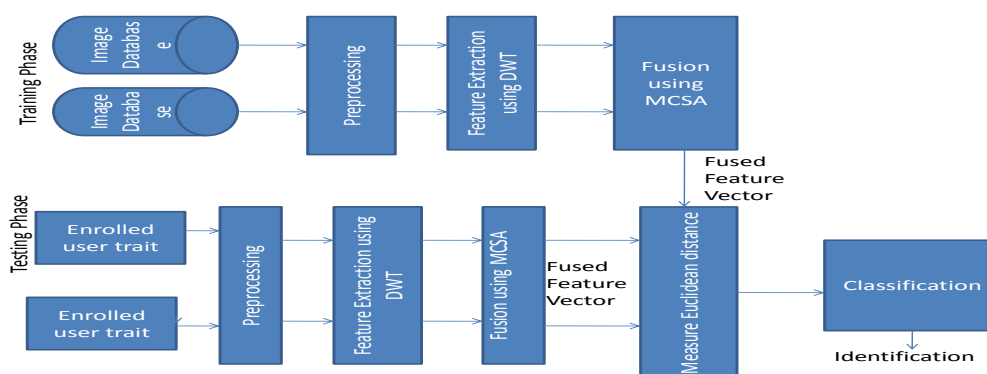 Training Phase
Image
Databas
e
Image
Databa
se
Preprocessing
Feature Extraction
using DWT
Fusion
using
MCSA
Fused
Feature
Vector
Testing Phase
Enrolled
user trait
Enrolled
user trait
Preprocessing
Feature Extraction using
DWT
Fusion using MCSA
Fused
Feature
Vector
Measure Euclidean distance
Classification
Identification